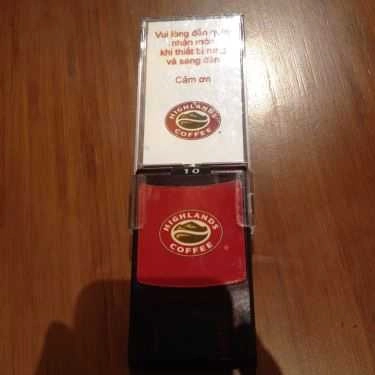 Vui lòng đến quầy
nhận món
khi thiết bị rung
và sáng đèn
Cảm ơn
HIGHLANDS
COFFEE
10
HIGHLANDS
COFFEE